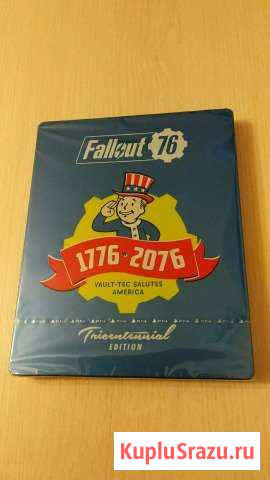 Fallout 76
1776-2076
VAULT-TEC SALUTES
AMERICA
Tricentennial
EDITION
KupluSrazu.ru